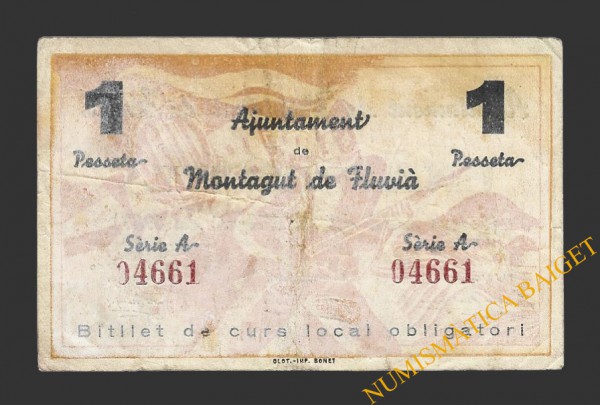 1 1
Ajuntament
de
Pesseta Pesseta
Montagut de Fluvià
Sèrie A Sèrie A
04661 04661
Bitllet de curs local obligatori
OLOT.-IMP. BONET
NUMISMATICA BAIGET